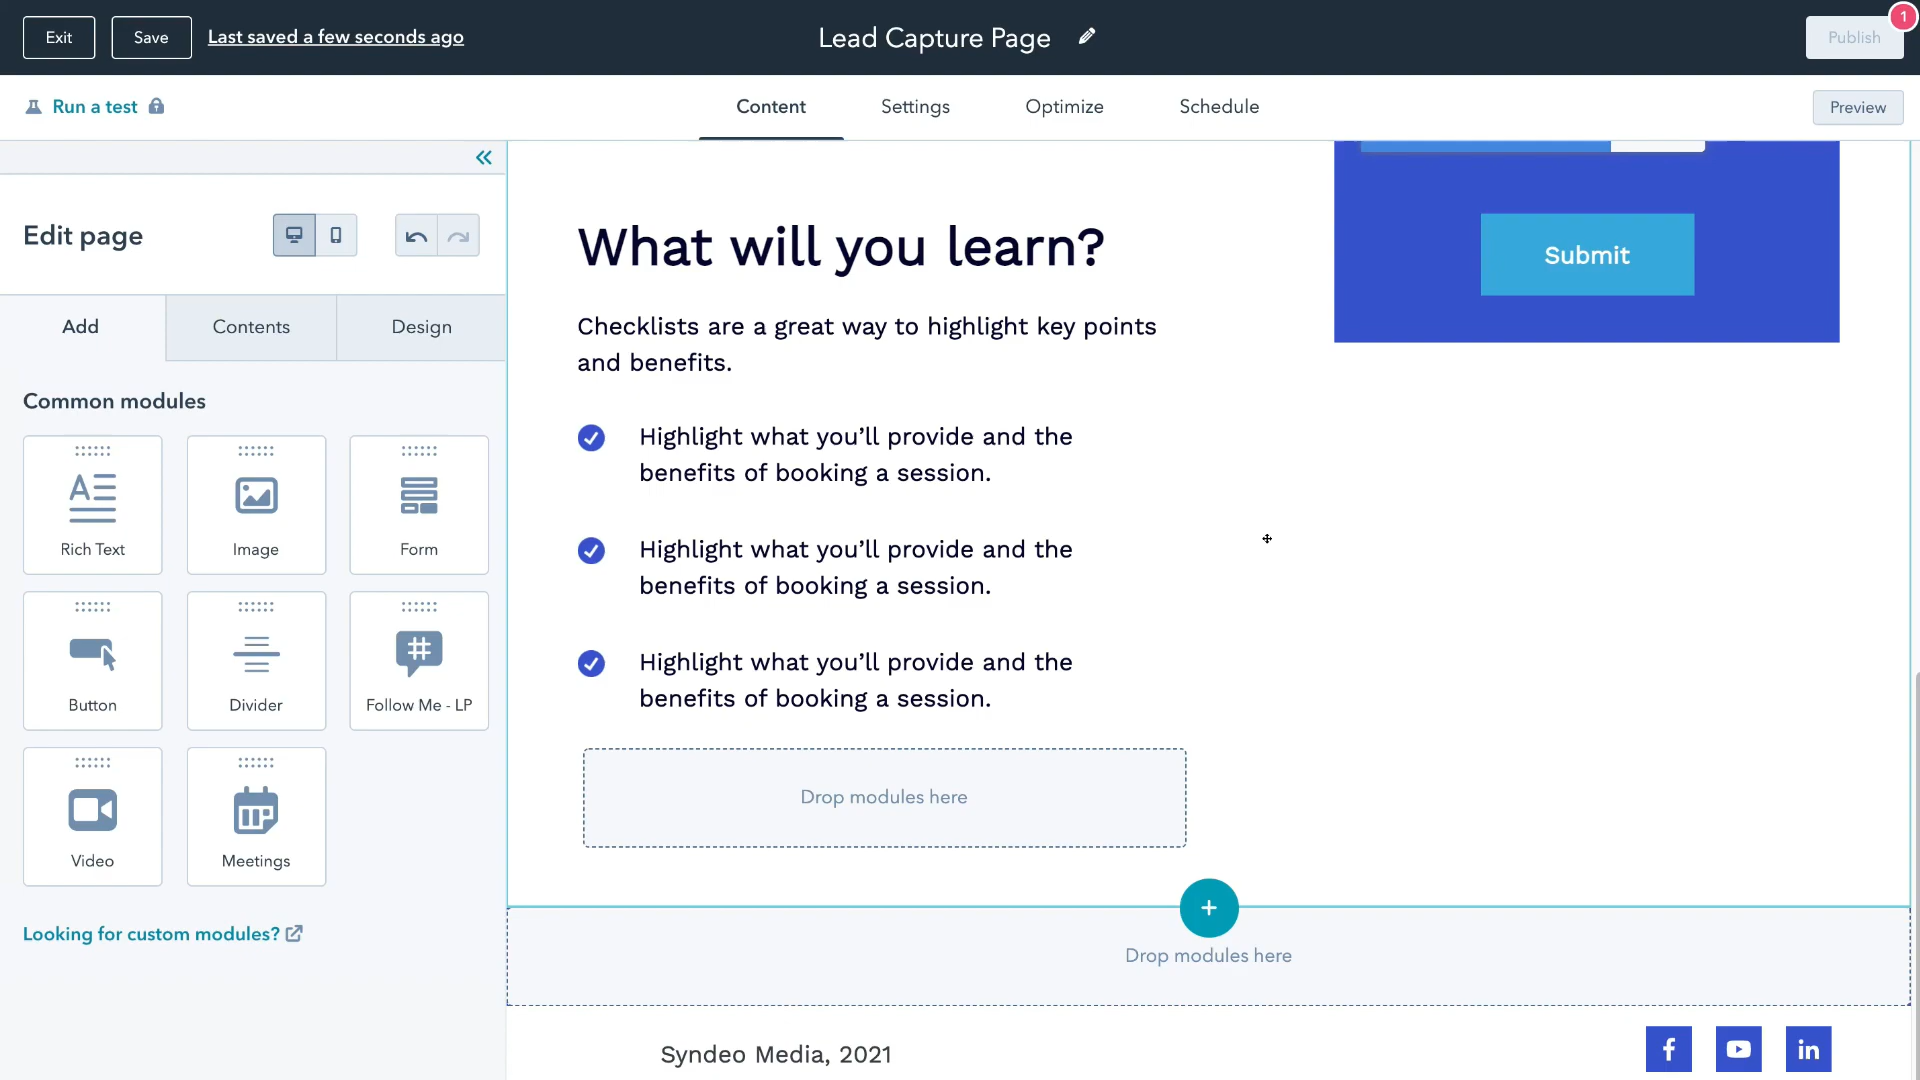 Exit
Save
Last saved a few seconds ago
Lead Capture Page
Publish
1
Run a test
Content
Settings
Optimize
Schedule
Preview
Edit page
Add
Contents
Design
Common modules
Rich Text
Image
Form
Button
Divider
Follow Me - LP
Video
Meetings
Looking for custom modules?
What will you learn?
Checklists are a great way to highlight key points
and benefits.
Highlight what you’ll provide and the
benefits of booking a session.
Highlight what you’ll provide and the
benefits of booking a session.
Highlight what you’ll provide and the
benefits of booking a session.
Submit
Drop modules here
Drop modules here
Syndeo Media, 2021